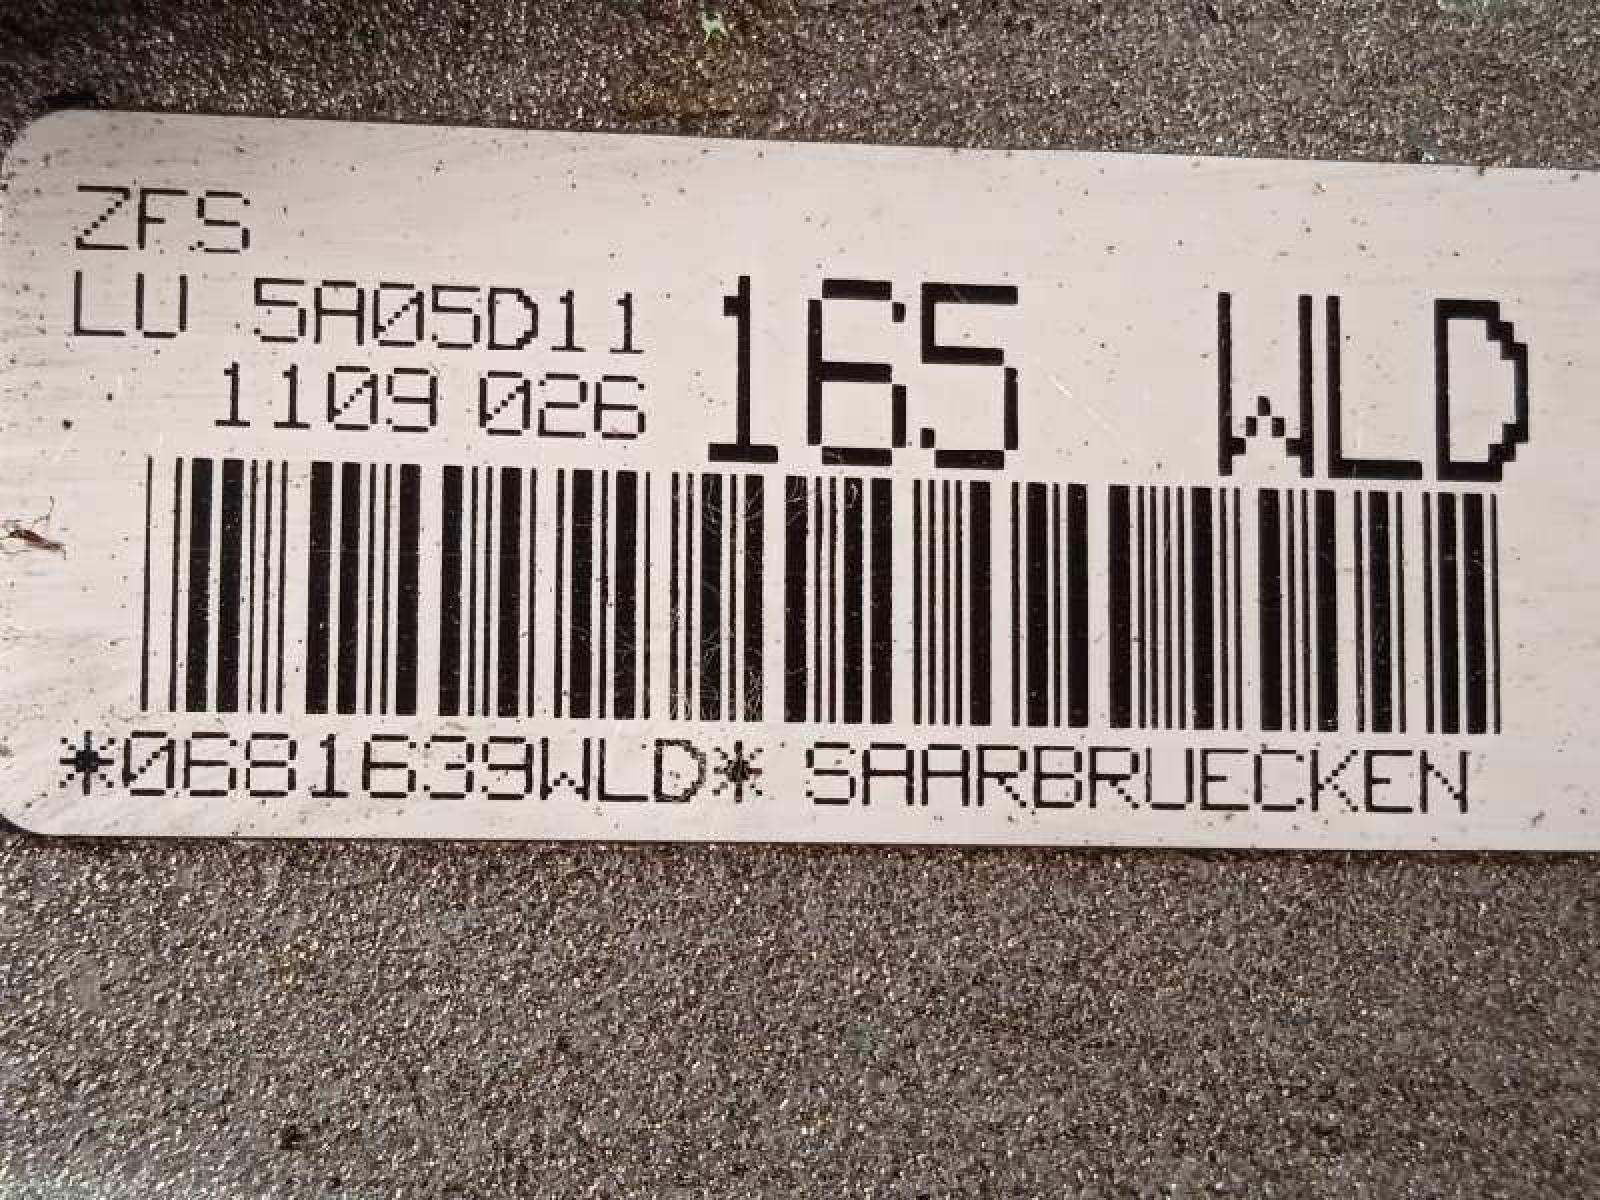 ZFS
LU 5A05D11
1109 026
165 WLD
*0681639WLD* SAARBRUECKEN